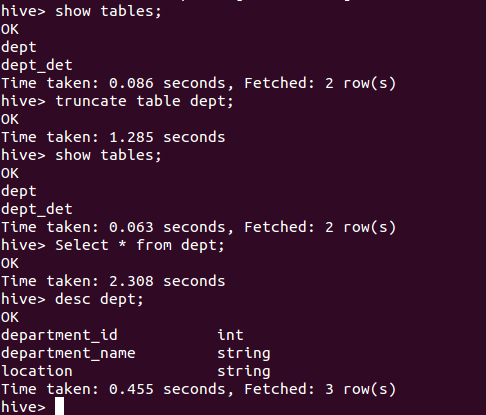 hive> show tables;
OK
dept
dept_det
Time taken: 0.086 seconds, Fetched: 2 row(s)
hive> truncate table dept;
OK
Time taken: 1.285 seconds
hive> show tables;
OK
dept
dept_det
Time taken: 0.063 seconds, Fetched: 2 row(s)
hive> Select * from dept;
OK
Time taken: 2.308 seconds
hive> desc dept;
OK
department_id           int
department_name         string
location                string
Time taken: 0.455 seconds, Fetched: 3 row(s)
hive>